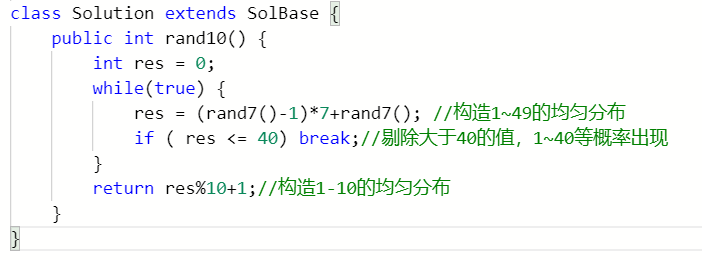 class Solution extends SolBase {
    public int rand10() {
        int res = 0;
        while(true) {
            res = (rand7()-1)*7+rand7(); //构造1~49的均匀分布
            if ( res <= 40) break;//剔除大于40的值，1~40等概率出现
        }
        return res%10+1;//构造1-10的均匀分布
    }
}